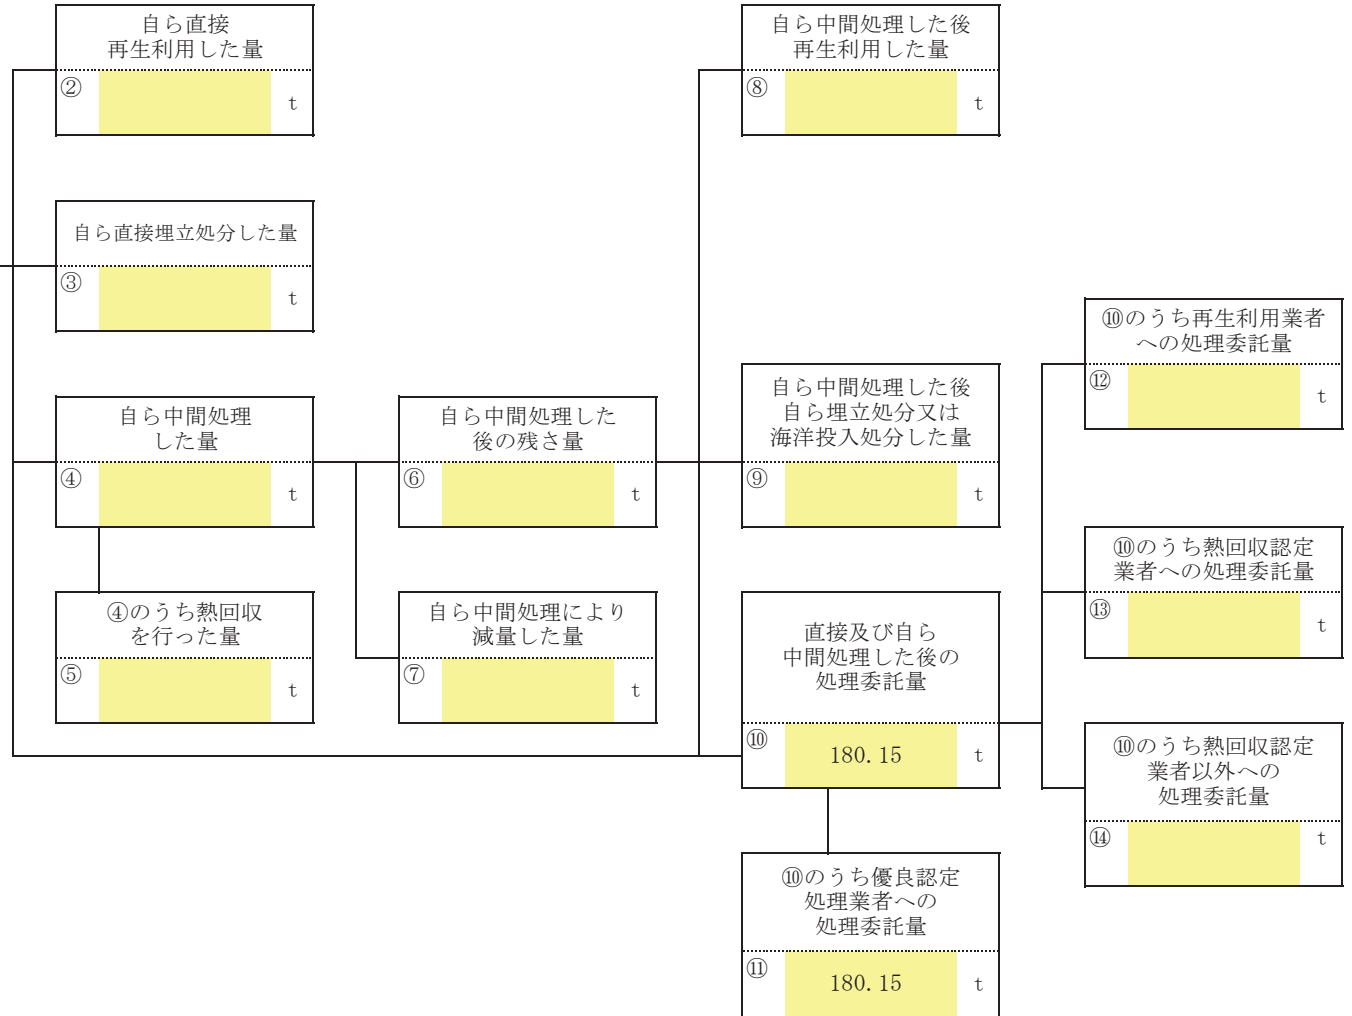 自ら直接
再生利用した量
②
t
自ら直接埋立処分した量
③
t
自ら中間処理
した量
④
t
④のうち熱回収
を行った量
⑤
t
自ら中間処理した
後の残さ量
⑥
t
自ら中間処理により
減量した量
⑦
t
自ら中間処理した後
再生利用した量
⑧
t
自ら中間処理した後
自ら埋立処分又は
海洋投入処分した量
⑨
t
直接及び自ら
中間処理した後の
処理委託量
⑩
180.15 t
⑩のうち優良認定
処理業者への
処理委託量
⑪
180.15 t
⑩のうち再生利用業者
への処理委託量
⑫
t
⑩のうち熱回収認定
業者への処理委託量
⑬
t
⑩のうち熱回収認定
業者以外への
処理委託量
⑭
t